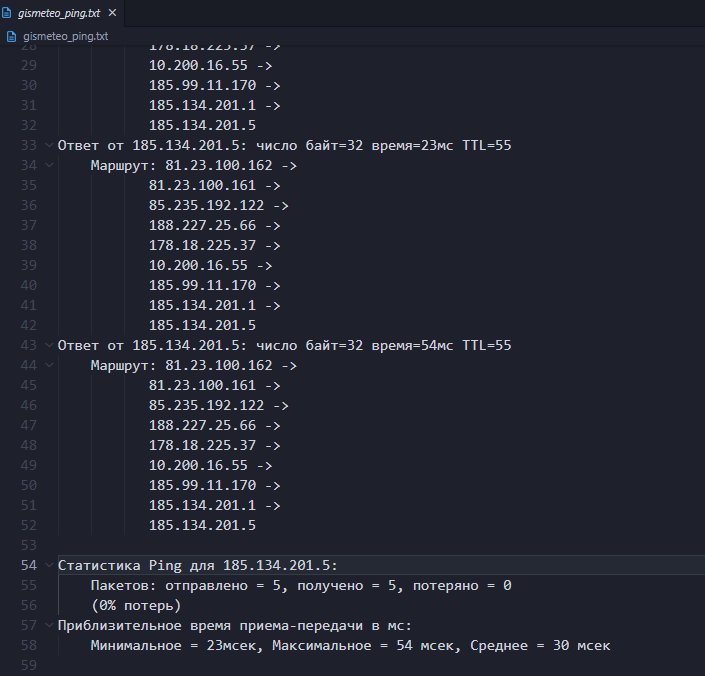 gismeteo_ping.txt ×
gismeteo_ping.txt
28 178.18.225.37 ->
29 10.200.16.55 ->
30 185.99.11.170 ->
31 185.134.201.1 ->
32 185.134.201.5
33 Ответ от 185.134.201.5: число байт=32 время=23мс TTL=55
34 Маршрут: 81.23.100.162 ->
35 81.23.100.161 ->
36 85.235.192.122 ->
37 188.227.25.66 ->
38 178.18.225.37 ->
39 10.200.16.55 ->
40 185.99.11.170 ->
41 185.134.201.1 ->
42 185.134.201.5
43 Ответ от 185.134.201.5: число байт=32 время=54мс TTL=55
44 Маршрут: 81.23.100.162 ->
45 81.23.100.161 ->
46 85.235.192.122 ->
47 188.227.25.66 ->
48 178.18.225.37 ->
49 10.200.16.55 ->
50 185.99.11.170 ->
51 185.134.201.1 ->
52 185.134.201.5
53
54 Статистика Ping для 185.134.201.5:
55 Пакетов: отправлено = 5, получено = 5, потеряно = 0
56 (0% потерь)
57 Приблизительное время приема-передачи в мс:
58 Минимальное = 23мсек, Максимальное = 54 мсек, Среднее = 30 мсек
59